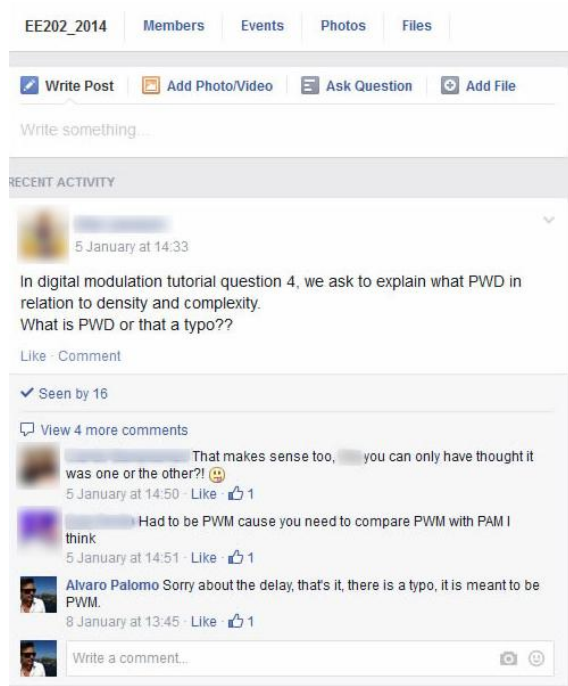 EE202_2014 Members Events Photos Files
Write Post Add Photo/Video Ask Question Add File
Write something...
RECENT ACTIVITY
5 January at 14:33
In digital modulation tutorial question 4, we ask to explain what PWD in
relation to density and complexity.
What is PWD or that a typo??
Like · Comment
Seen by 16
View 4 more comments
That makes sense too, you can only have thought it
was one or the other?!
5 January at 14:50 · Like · 1
Had to be PWM cause you need to compare PWM with PAM I
think
5 January at 14:51 · Like · 1
Alvaro Palomo Sorry about the delay, that's it, there is a typo, it is meant to be
PWM.
8 January at 13:45 · Like · 1
Write a comment...